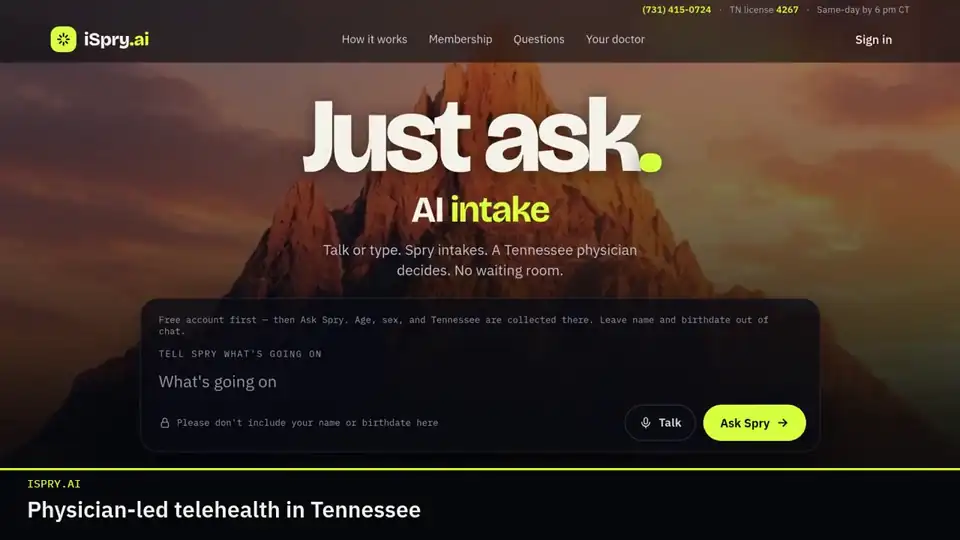 (731) 415-0724 · TN license 4267 · Same-day by 6 pm CT
iSpry.ai
How it works Membership Questions Your doctor
Sign in
Just ask.
AI intake
Talk or type. Spry intakes. A Tennessee physician
decides. No waiting room.
Free account first — then Ask Spry. Age, sex, and Tennessee are collected there. Leave name and birthdate out of
chat.
TELL SPRY WHAT'S GOING ON
What's going on
Please don't include your name or birthdate here
Talk
Ask Spry →
ISPRY.AI
Physician-led telehealth in Tennessee